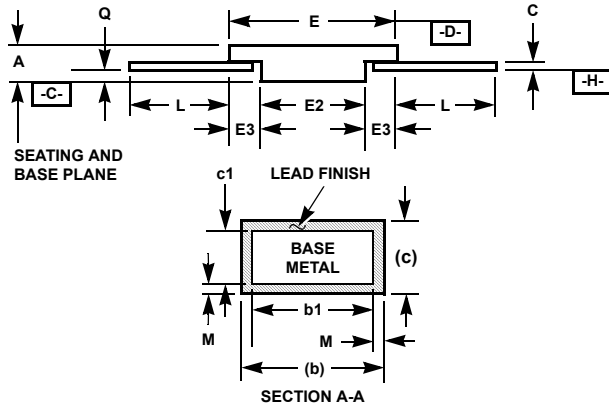 E
-D-
C
Q
A
-C-
-H-
L
E2
L
E3
E3
SEATING AND
BASE PLANE
c1
LEAD FINISH
BASE
METAL
(c)
b1
M
M
(b)
SECTION A-A